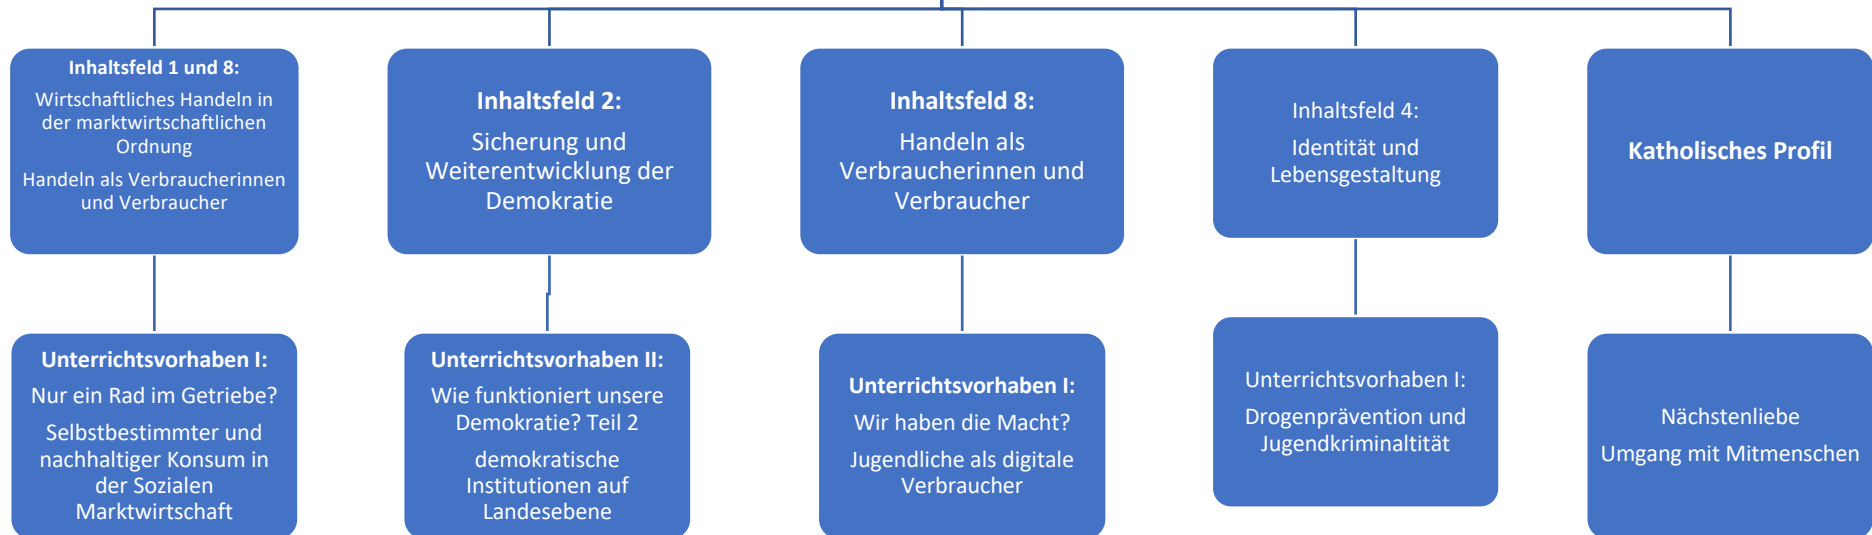 Inhaltsfeld 1 und 8:
Wirtschaftliches Handeln in
der marktwirtschaftlichen
Ordnung
Handeln als Verbraucherinnen
und Verbraucher
Inhaltsfeld 2:
Sicherung und
Weiterentwicklung der
Demokratie
Inhaltsfeld 8:
Handeln als
Verbraucherinnen und
Verbraucher
Inhaltsfeld 4:
Identität und
Lebensgestaltung
Katholisches Profil
Unterrichtsvorhaben I:
Nur ein Rad im Getriebe?
Selbstbestimmter und
nachhaltiger Konsum in
der Sozialen
Marktwirtschaft
Unterrichtsvorhaben II:
Wie funktioniert unsere
Demokratie? Teil 2
demokratische
Institutionen auf
Landesebene
Unterrichtsvorhaben I:
Wir haben die Macht?
Jugendliche als digitale
Verbraucher
Unterrichtsvorhaben I:
Drogenprävention und
Jugendkriminaltität
Nächstenliebe
Umgang mit Mitmenschen